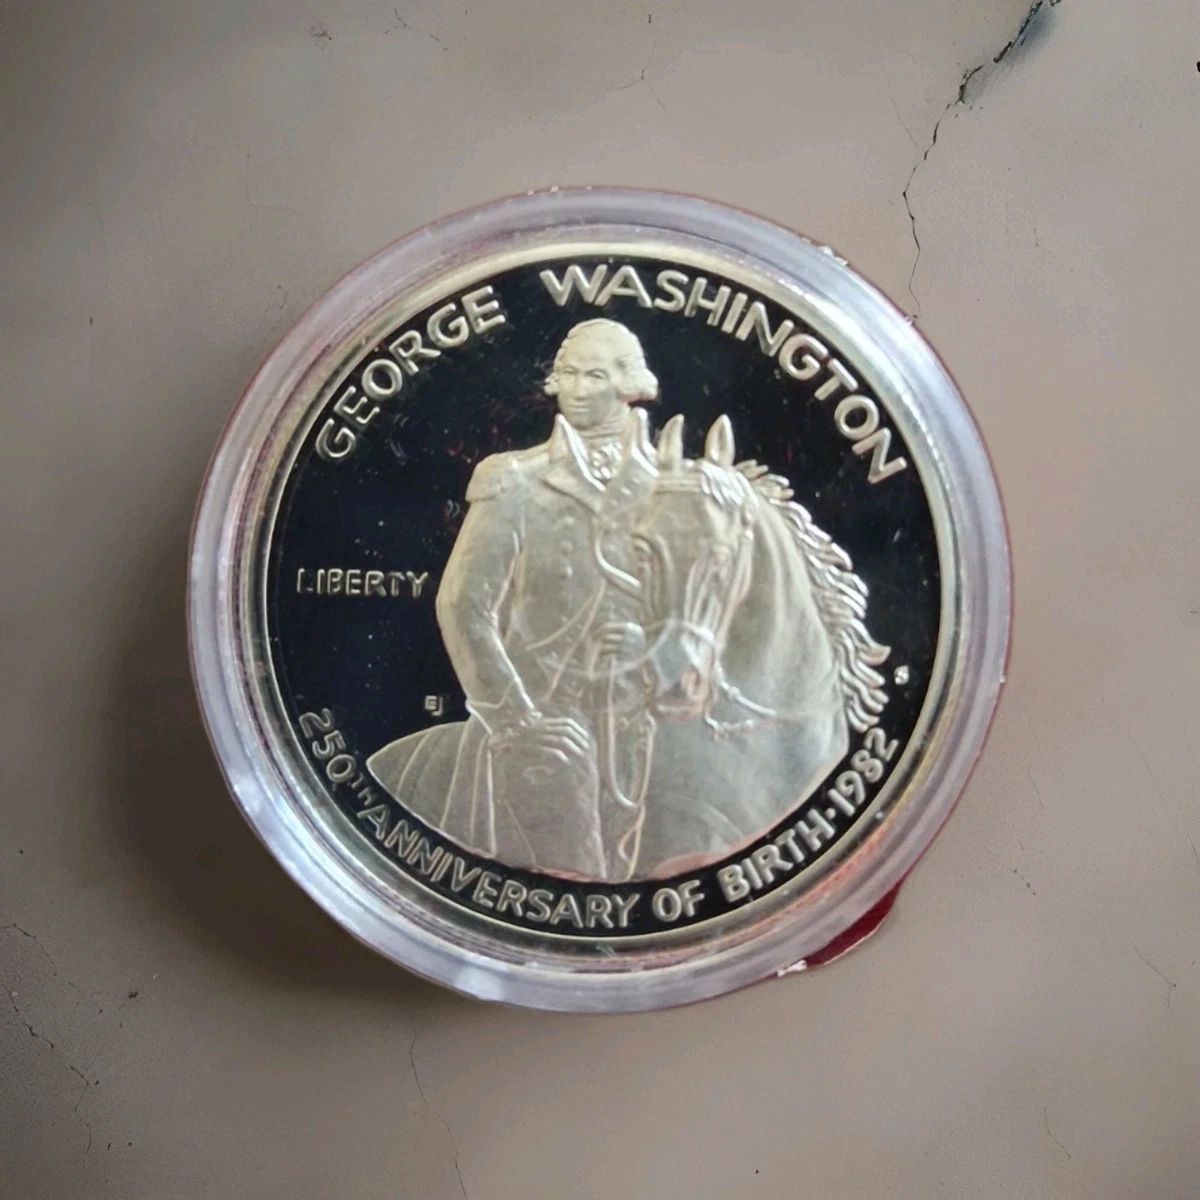 GEORGE WASHINGTON
LIBERTY
EJ
S
250TH ANNIVERSARY OF BIRTH·1982